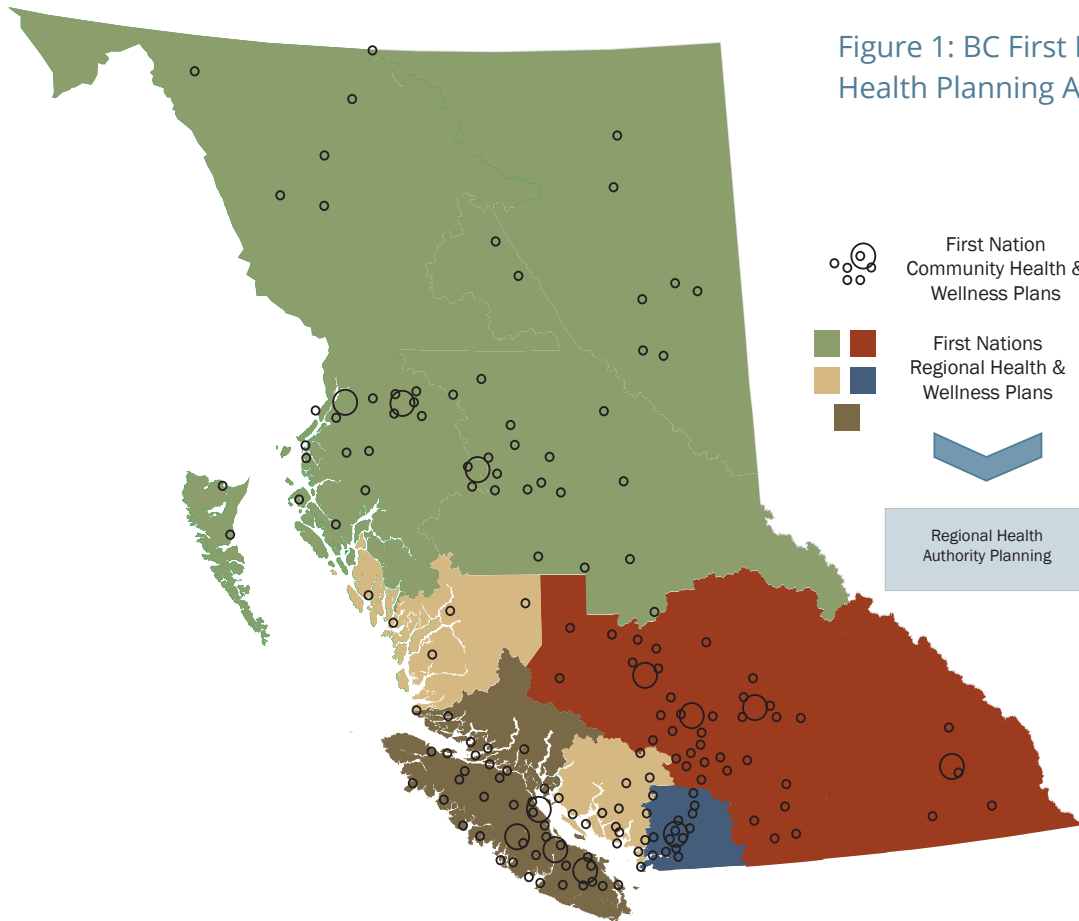 Figure 1: BC First
Health Planning
First Nation
Community Health &
Wellness Plans
First Nations
Regional Health &
Wellness Plans
Regional Health
Authority Planning